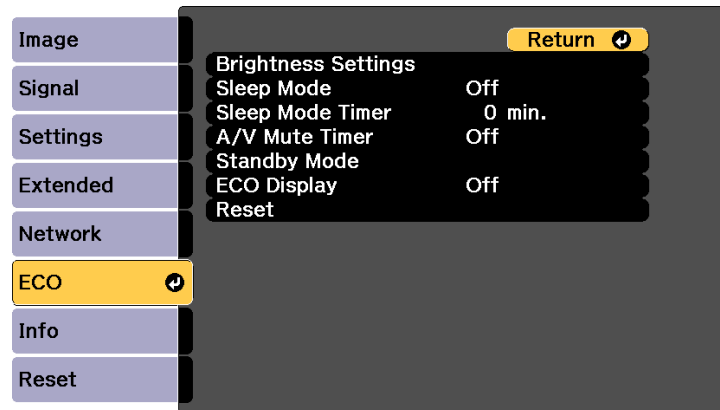 Image
Signal
Settings
Extended
Network
ECO
Info
Reset
Return
Brightness Settings
Sleep Mode Off
Sleep Mode Timer 0 min.
A/V Mute Timer Off
Standby Mode
ECO Display Off
Reset